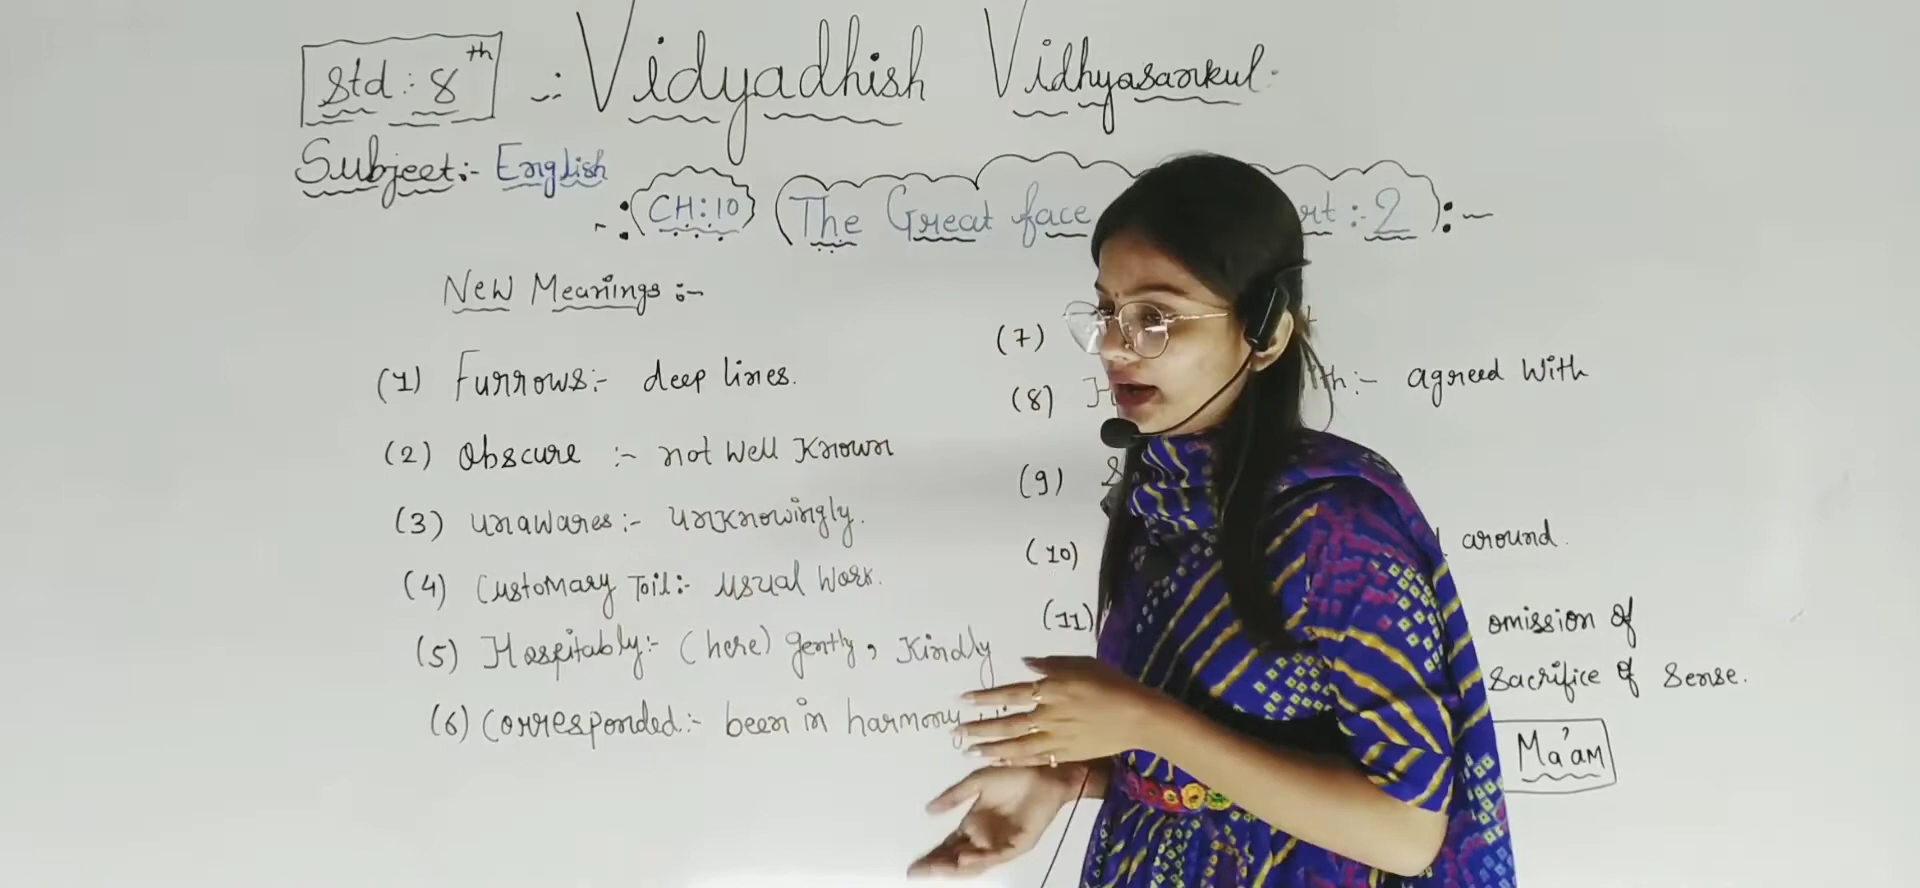 Std : 8th
-: Vidyadhish Vidhyasankul -
Subject :- English
-: CH:10 (The Great face : 2) :-
New Meanings :-
(1) Furrows :- deep lines.
(2) Obscure :- not well known
(3) unawares :- unknowingly.
(4) Customary Toil :- usual work.
(5) Hospitably :- (here) gently, kindly
(6) Corresponded :- been in harmony
(7)
(8) :- agreed with
(9)
(10) around.
(11) omission of
sacrifice of sense.
Ma'am